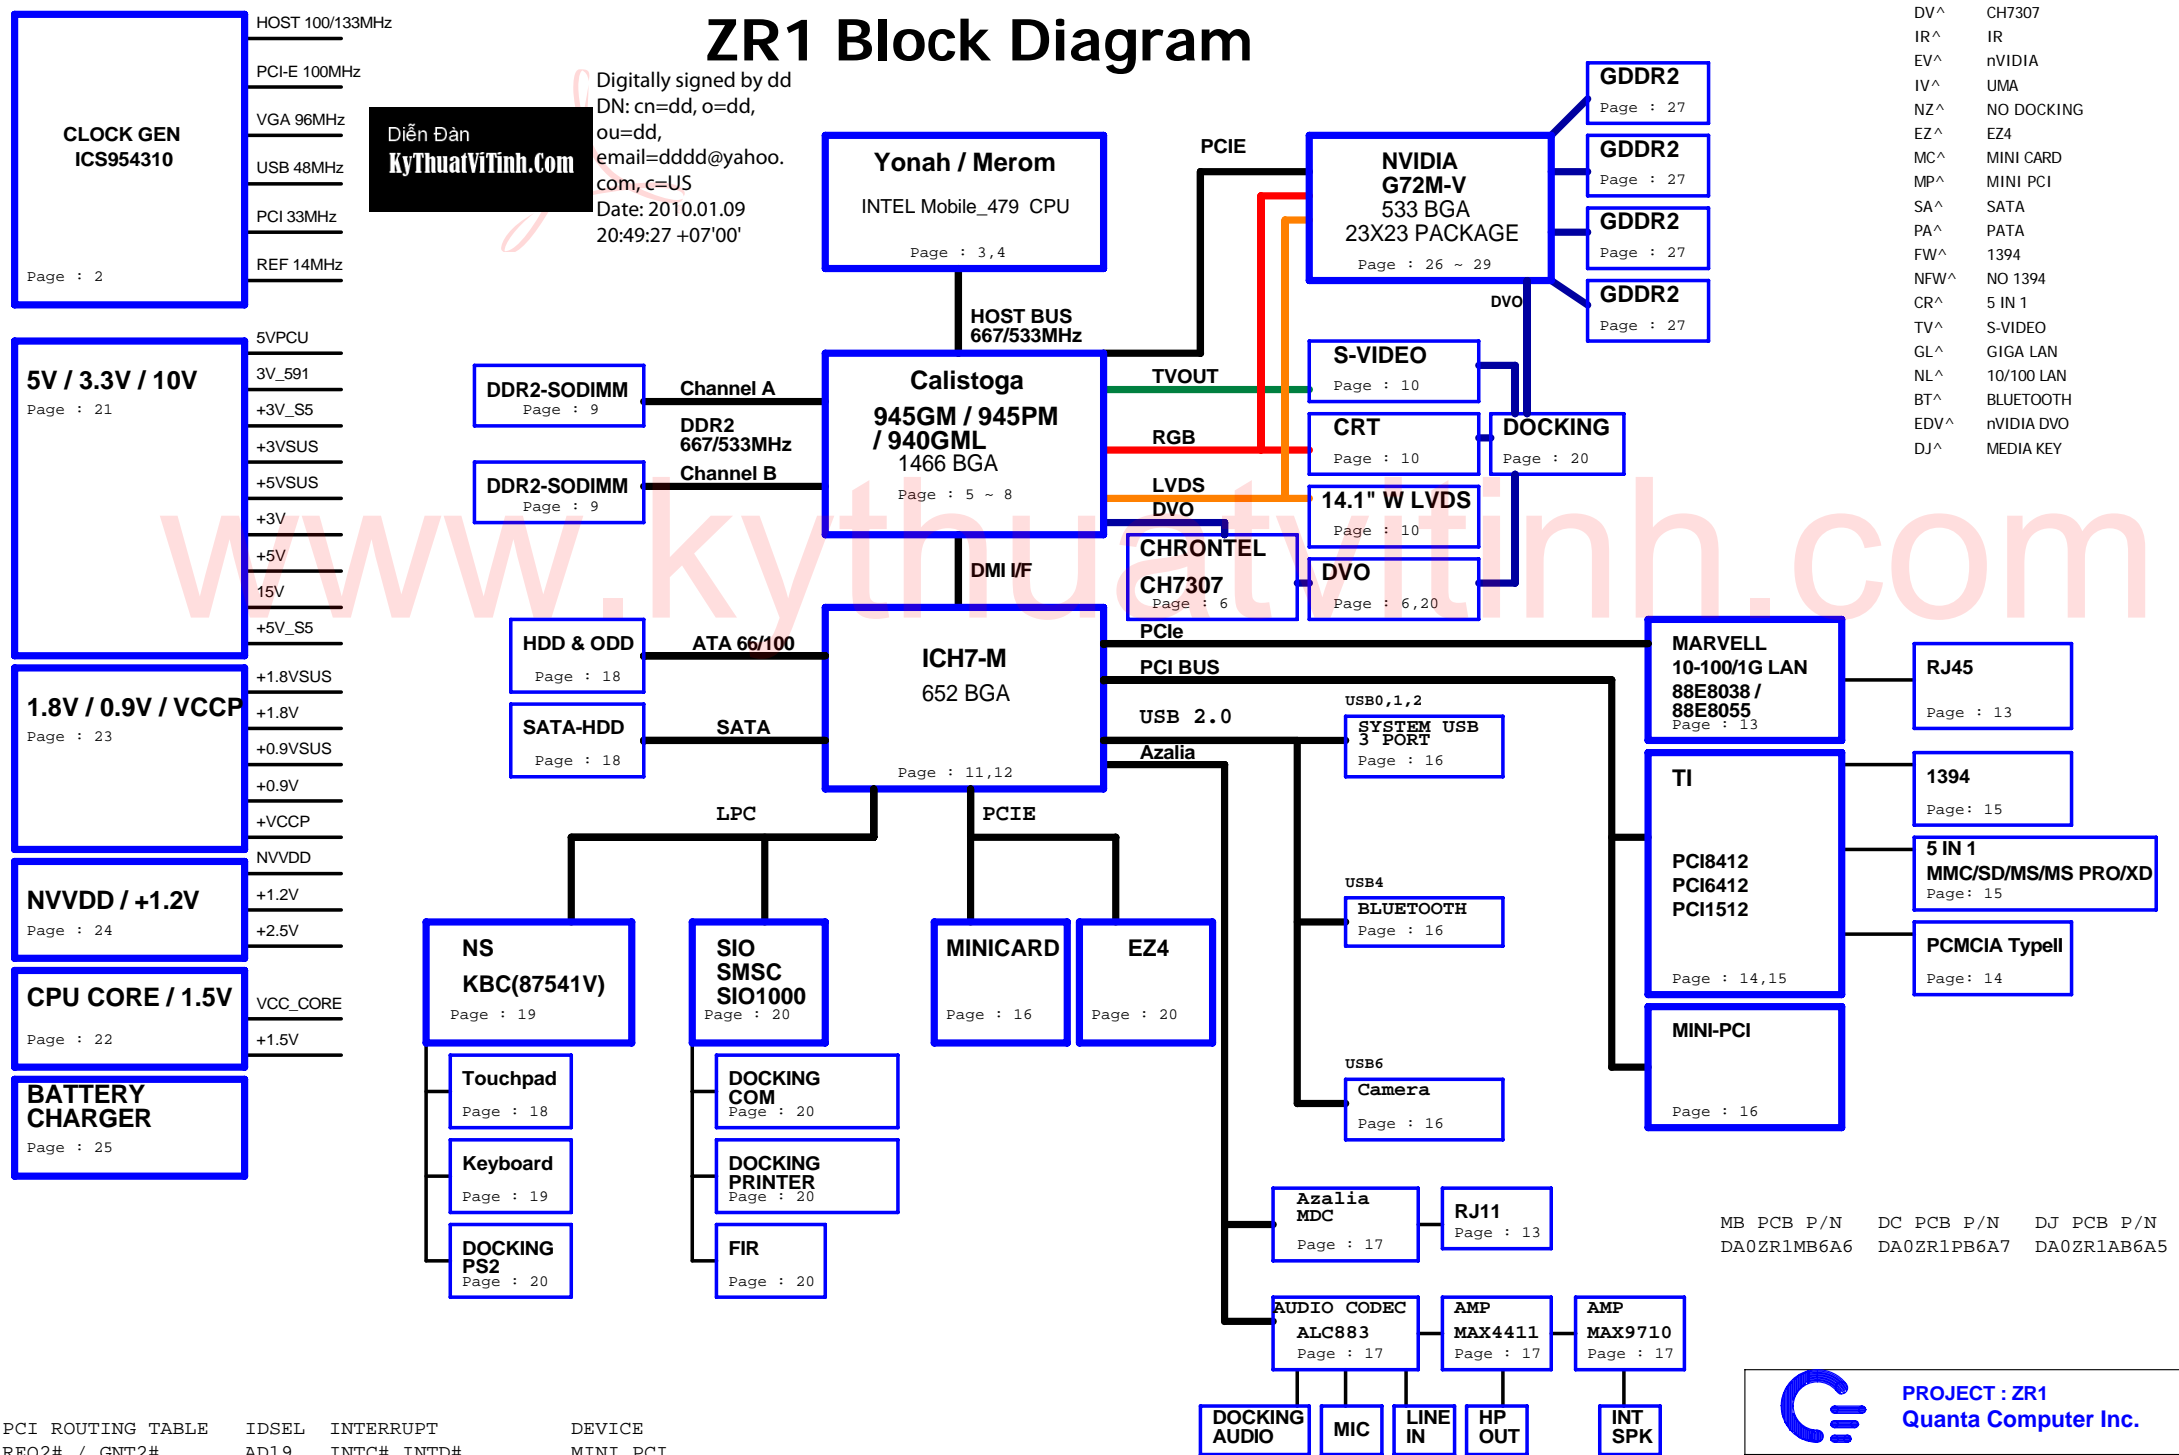 ZR1 Block Diagram
HOST 100/133MHz
PCI-E 100MHz
VGA 96MHz
USB 48MHz
PCI 33MHz
REF 14MHz
CLOCK GEN
ICS954310
Page : 2
Diễn Đàn
KyThuatViTinh.Com
Digitally signed by dd
DN: cn=dd, o=dd,
ou=dd,
email=dddd@yahoo.
com, c=US
Date: 2010.01.09
20:49:27 +07'00'
DV^ CH7307
IR^ IR
EV^ nVIDIA
IV^ UMA
NZ^ NO DOCKING
EZ^ EZ4
MC^ MINI CARD
MP^ MINI PCI
SA^ SATA
PA^ PATA
FW^ 1394
NFW^ NO 1394
CR^ 5 IN 1
TV^ S-VIDEO
GL^ GIGA LAN
NL^ 10/100 LAN
BT^ BLUETOOTH
EDV^ nVIDIA DVO
DJ^ MEDIA KEY
Yonah / Merom
INTEL Mobile_479 CPU
Page : 3,4
HOST BUS
667/533MHz
PCIE
NVIDIA
G72M-V
533 BGA
23X23 PACKAGE
Page : 26 ~ 29
GDDR2
Page : 27
GDDR2
Page : 27
GDDR2
Page : 27
GDDR2
Page : 27
DVO
5V / 3.3V / 10V
Page : 21
5VPCU
3V_591
+3V_S5
+3VSUS
+5VSUS
+3V
+5V
15V
+5V_S5
1.8V / 0.9V / VCCP
Page : 23
+1.8VSUS
+1.8V
+0.9VSUS
+0.9V
+VCCP
NVVDD / +1.2V
Page : 24
NVVDD
+1.2V
+2.5V
CPU CORE / 1.5V
Page : 22
VCC_CORE
+1.5V
BATTERY
CHARGER
Page : 25
DDR2-SODIMM
Page : 9
DDR2-SODIMM
Page : 9
Channel A
DDR2
667/533MHz
Channel B
Calistoga
945GM / 945PM
/ 940GML
1466 BGA
Page : 5 ~ 8
TVOUT
RGB
LVDS
DVO
S-VIDEO
Page : 10
CRT
Page : 10
14.1" W LVDS
Page : 10
DOCKING
Page : 20
CHRONTEL
CH7307
Page : 6
DVO
Page : 6,20
www.kythuatvitinh.com
DMI I/F
HDD & ODD
Page : 18
ATA 66/100
SATA-HDD
Page : 18
SATA
ICH7-M
652 BGA
Page : 11,12
PCIe
PCI BUS
USB 2.0
Azalia
USB0,1,2
SYSTEM USB
3 PORT
Page : 16
USB4
BLUETOOTH
Page : 16
USB6
Camera
Page : 16
MARVELL
10-100/1G LAN
88E8038 /
88E8055
Page : 13
RJ45
Page : 13
TI
PCI8412
PCI6412
PCI1512
Page : 14,15
1394
Page: 15
5 IN 1
MMC/SD/MS/MS PRO/XD
Page: 15
PCMCIA TypeII
Page: 14
MINI-PCI
Page : 16
LPC
PCIE
NS
KBC(87541V)
Page : 19
SIO
SMSC
SIO1000
Page : 20
MINICARD
Page : 16
EZ4
Page : 20
Touchpad
Page : 18
Keyboard
Page : 19
DOCKING
PS2
Page : 20
DOCKING
COM
Page : 20
DOCKING
PRINTER
Page : 20
FIR
Page : 20
Azalia
MDC
Page : 17
RJ11
Page : 13
AUDIO CODEC
ALC883
Page : 17
AMP
MAX4411
Page : 17
AMP
MAX9710
Page : 17
DOCKING
AUDIO
MIC
LINE
IN
HP
OUT
INT
SPK
MB PCB P/N DC PCB P/N DJ PCB P/N
DA0ZR1MB6A6 DA0ZR1PB6A7 DA0ZR1AB6A5
PROJECT : ZR1
Quanta Computer Inc.
PCI ROUTING TABLE IDSEL INTERRUPT DEVICE
REQ2# / GNT2# AD19 INTC# INTD# MINI PCI